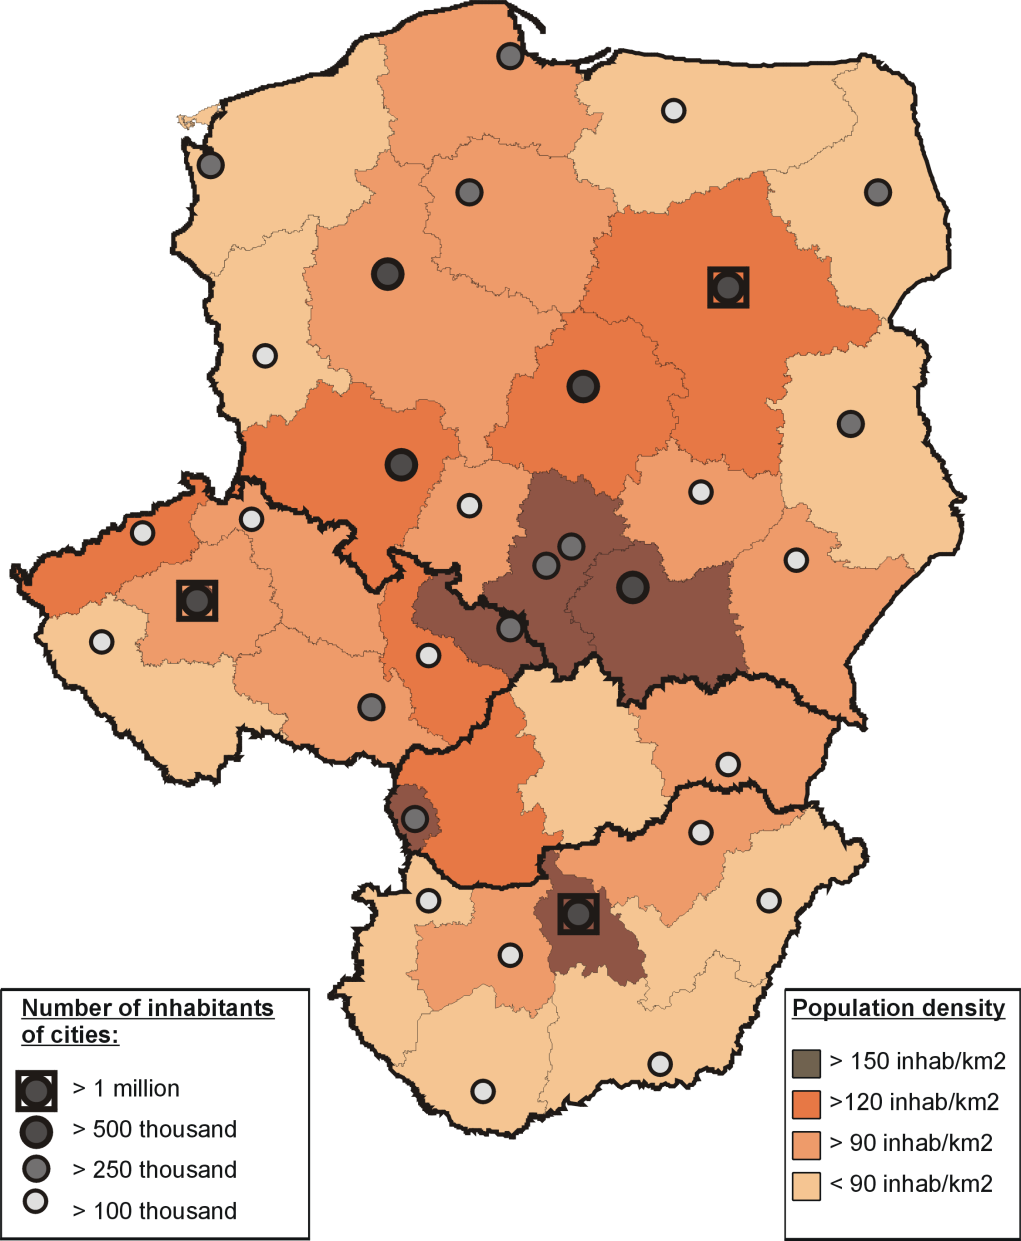 Number of inhabitants
of cities:
> 1 million
> 500 thousand
> 250 thousand
> 100 thousand
Population density
> 150 inhab/km2
>120 inhab/km2
> 90 inhab/km2
< 90 inhab/km2